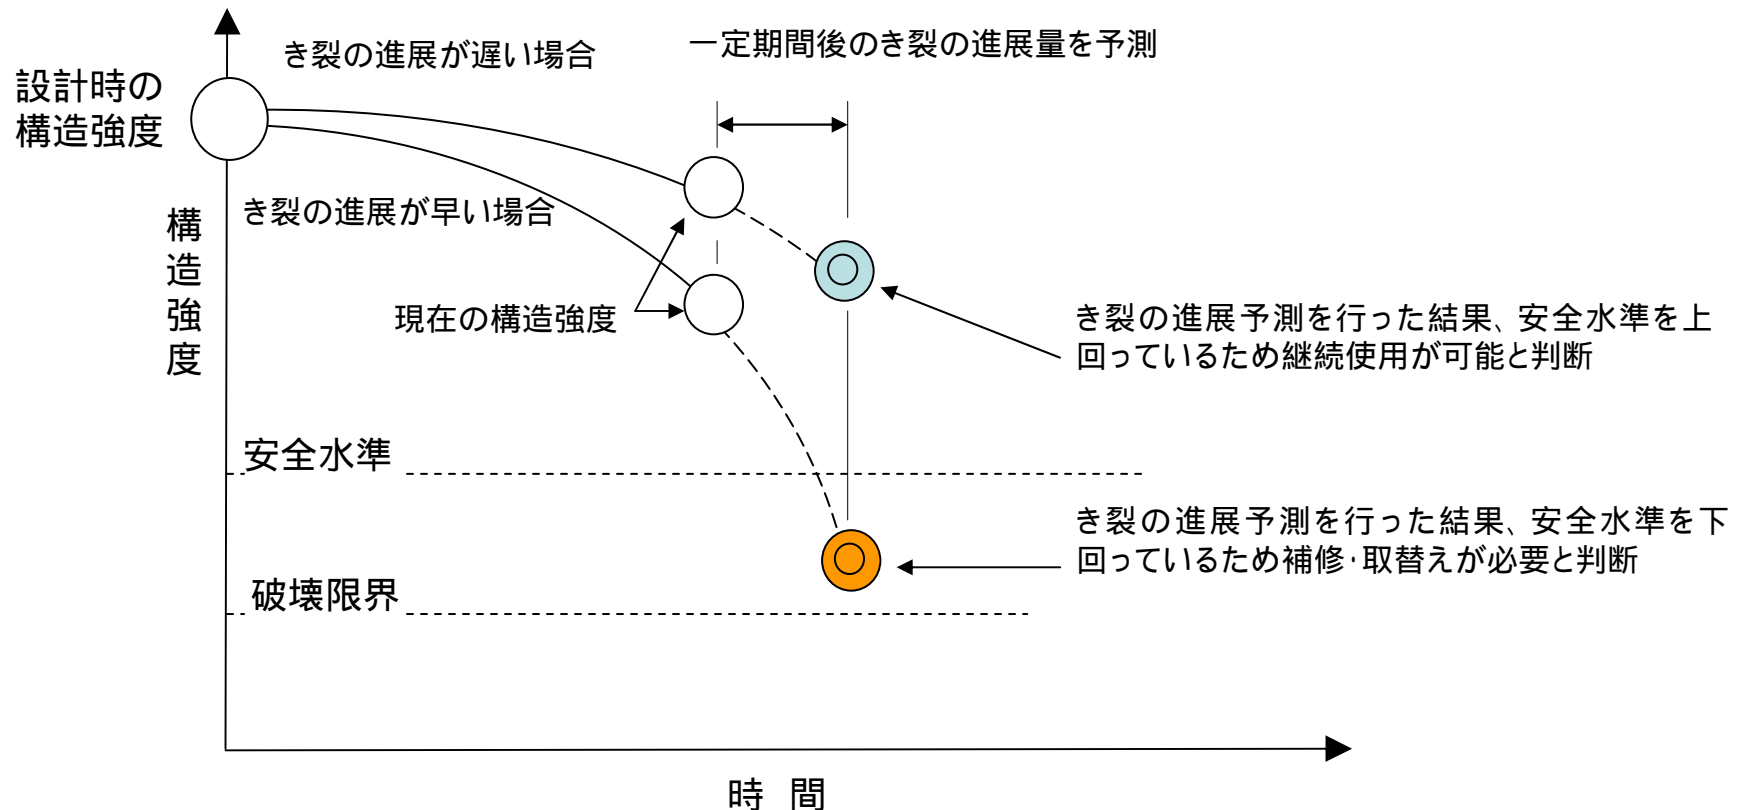 き裂の進展が遅い場合
一定期間後のき裂の進展量を予測
設計時の
構造強度
き裂の進展が早い場合
構造強度
現在の構造強度
き裂の進展予測を行った結果、安全水準を上
回っているため継続使用が可能と判断
安全水準
き裂の進展予測を行った結果、安全水準を下
回っているため補修・取替えが必要と判断
破壊限界
時 間